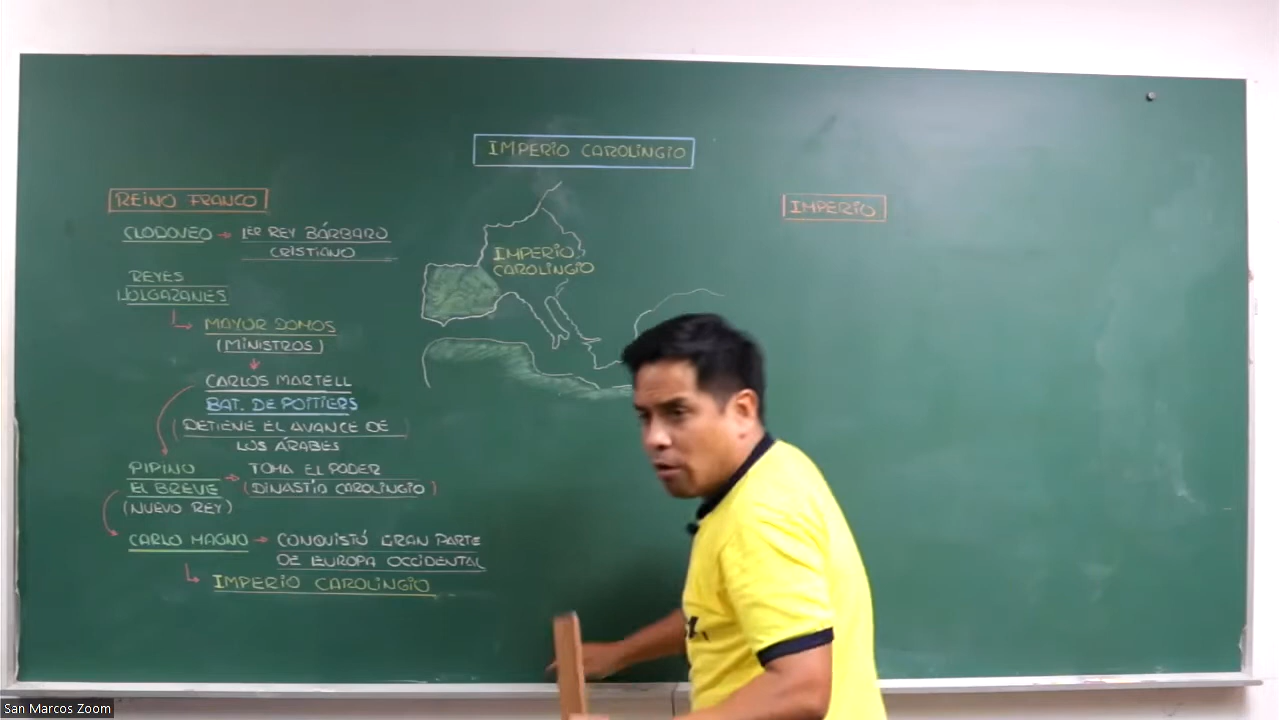 IMPERIO CAROLINGIO
REINO FRANCO
CLODOVEO → 1ER REY BÁRBARO
CRISTIANO
REYES
HOLGAZANES
MAYOR DOMOS
(MINISTROS)
CARLOS MARTELL
BAT. DE POITIERS
(DETIENE EL AVANCE DE
LOS ÁRABES
PIPINO
EL BREVE
(NUEVO REY)
→ TOMA EL PODER
(DINASTÍA CAROLINGIO)
CARLO MAGNO → CONQUISTÓ GRAN PARTE
DE EUROPA OCCIDENTAL
IMPERIO CAROLINGIO
IMPERIO
CAROLINGIO
IMPERIO
San Marcos Zoom